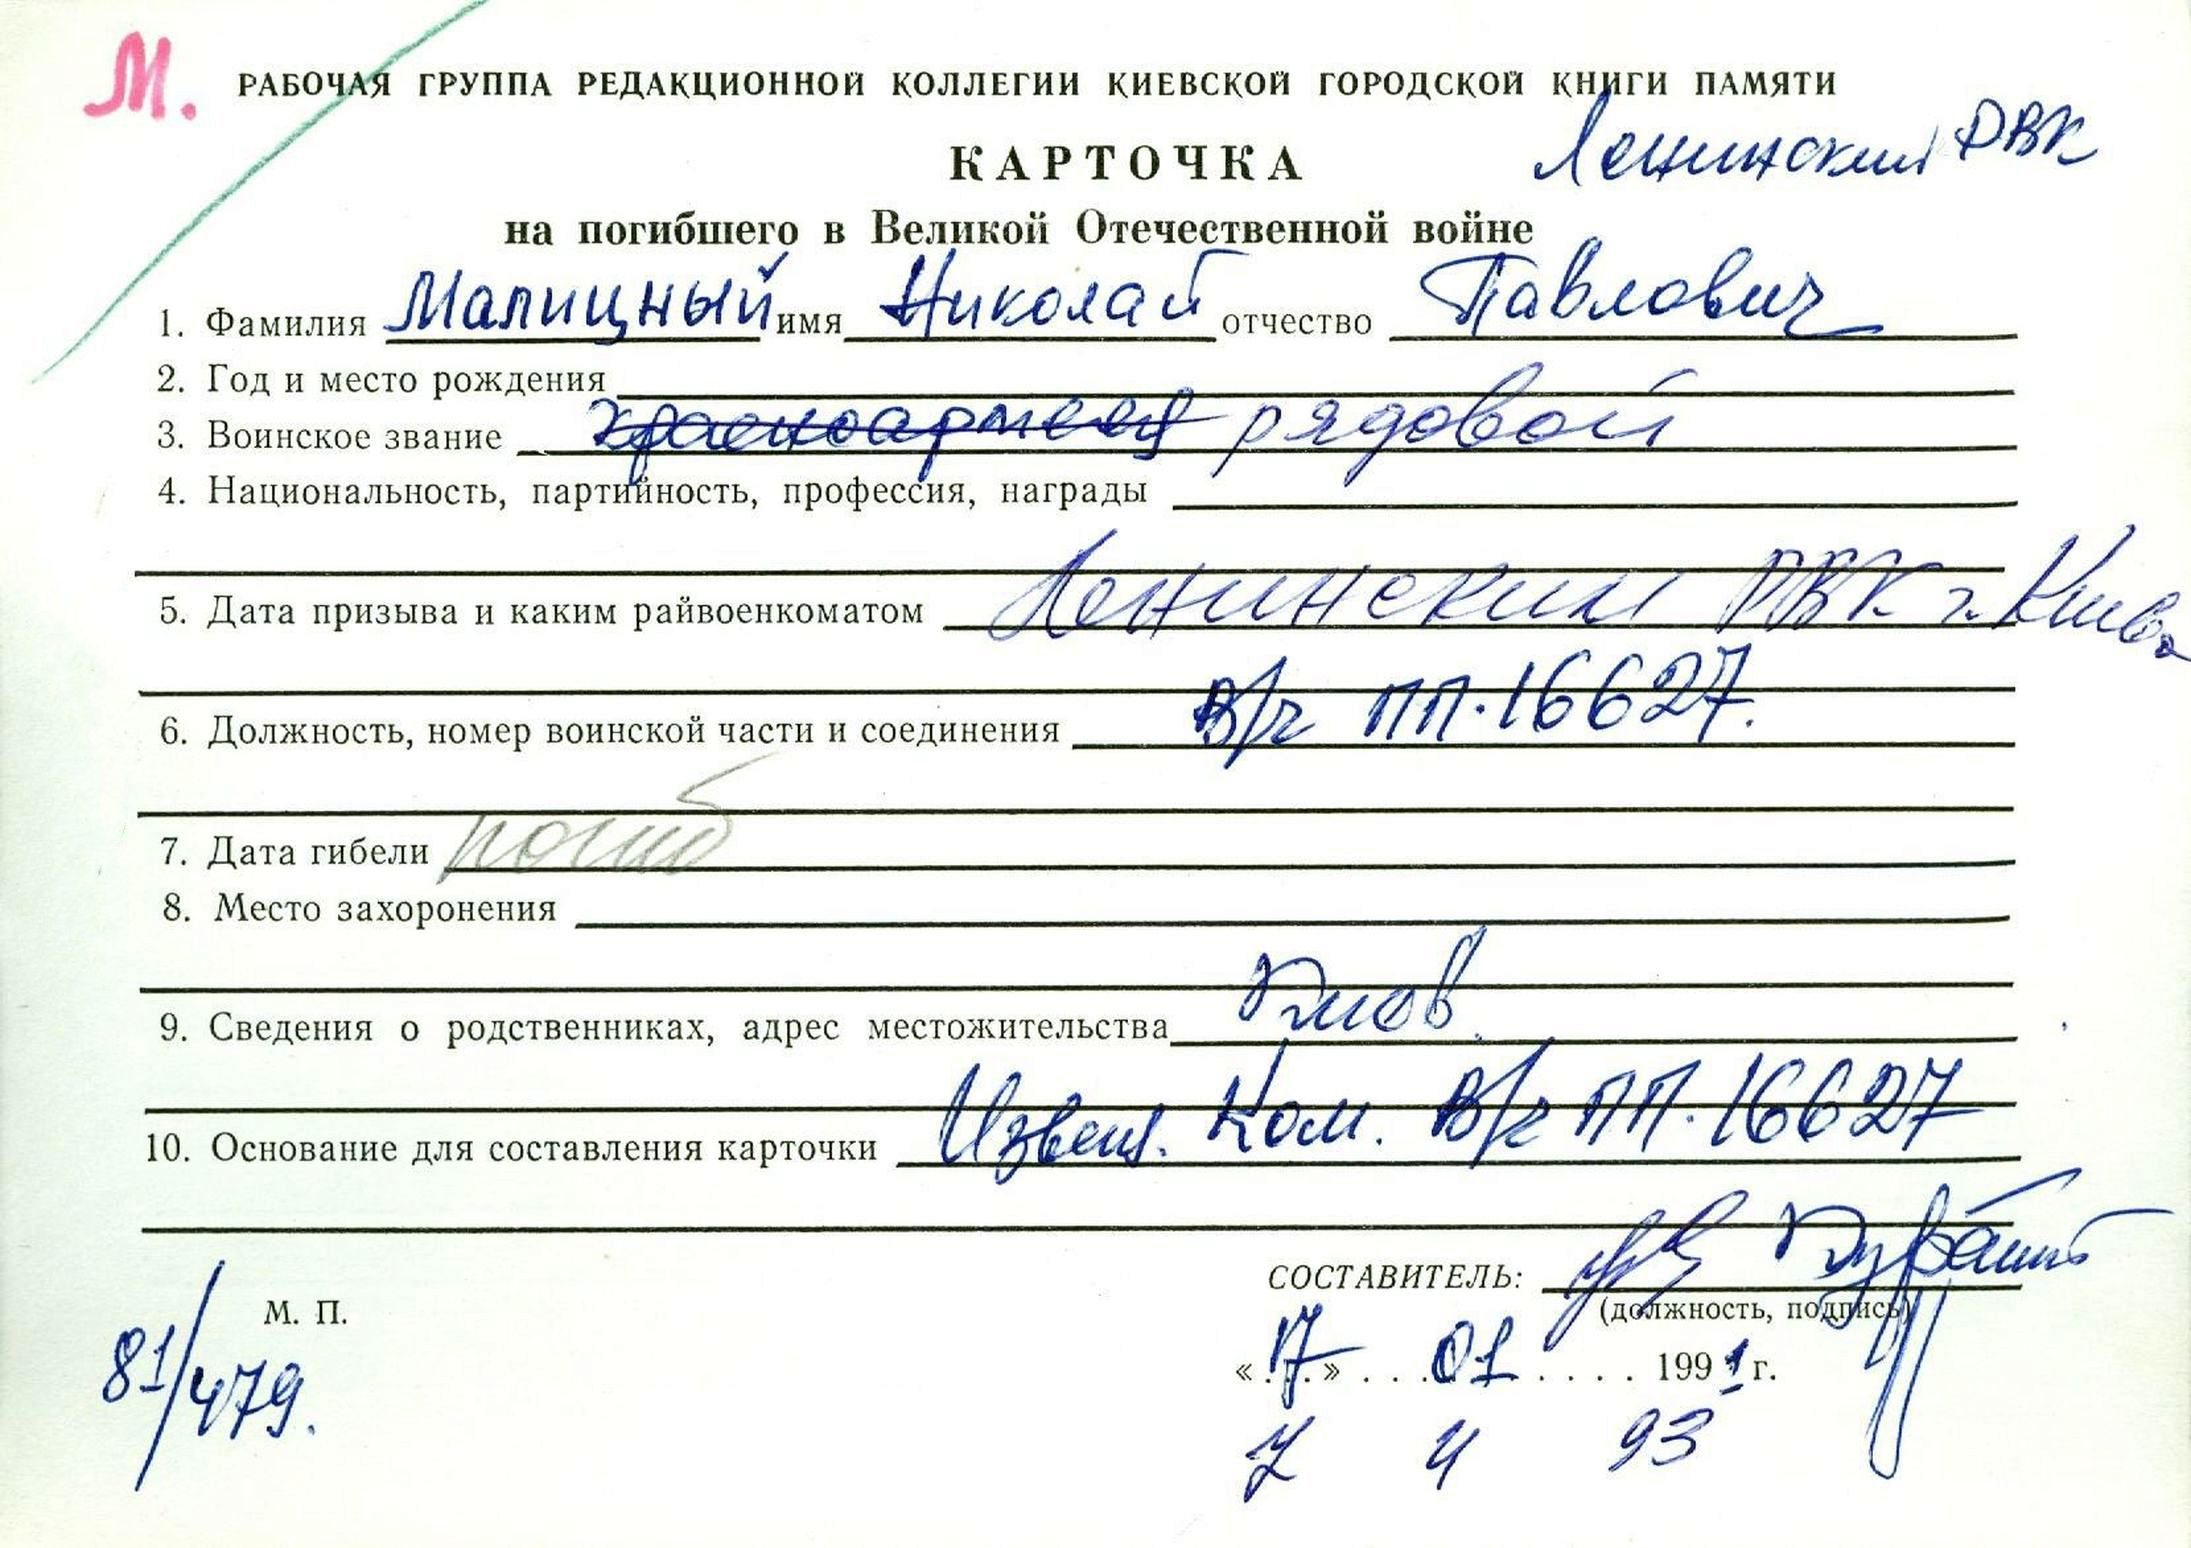 М. РАБОЧАЯ ГРУППА РЕДАКЦИОННОЙ КОЛЛЕГИИ КИЕВСКОЙ ГОРОДСКОЙ КНИГИ ПАМЯТИ
Ленинский РВК
КАРТОЧКА
на погибшего в Великой Отечественной войне
1. Фамилия Малицный имя Николай отчество Павлович
2. Год и место рождения
3. Воинское звание красноармеец рядовой
4. Национальность, партийность, профессия, награды
5. Дата призыва и каким райвоенкоматом Ленинский РВК г. Киева
6. Должность, номер воинской части и соединения В/ч ПП.16627.
7. Дата гибели погиб
8. Место захоронения
9. Сведения о родственниках, адрес местожительства
10. Основание для составления карточки Извещ. Ком. В/ч ПП.16627
СОСТАВИТЕЛЬ:
(должность, подпись)
М. П.
81/479.
«17» 01 1991 г.
7 4 93